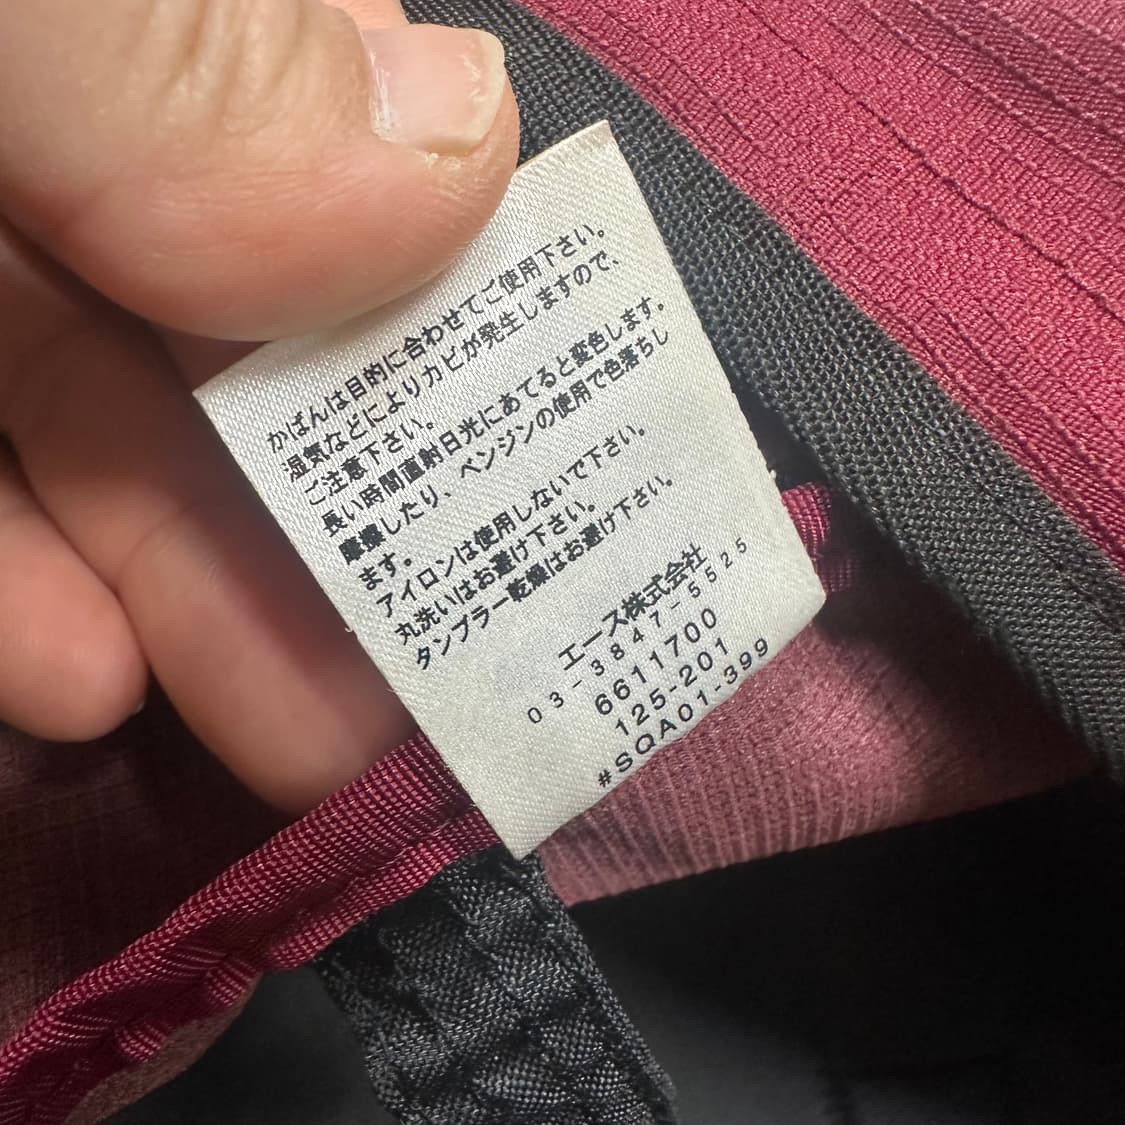 かばんは目的に合わせてご使用下さい。
湿気などによりカビが発生しますので、
ご注意下さい。
長い時間直射日光にあてると変色します。
したり、ベンジンの使用で色落ちし
ます。
アイロンは使用しないで下さい。
丸洗いはお避け下さい。
タンブラー乾燥はお避け下さい。
エース株式会社
03-3847-5525
6611700
125-201
#SQA01-399